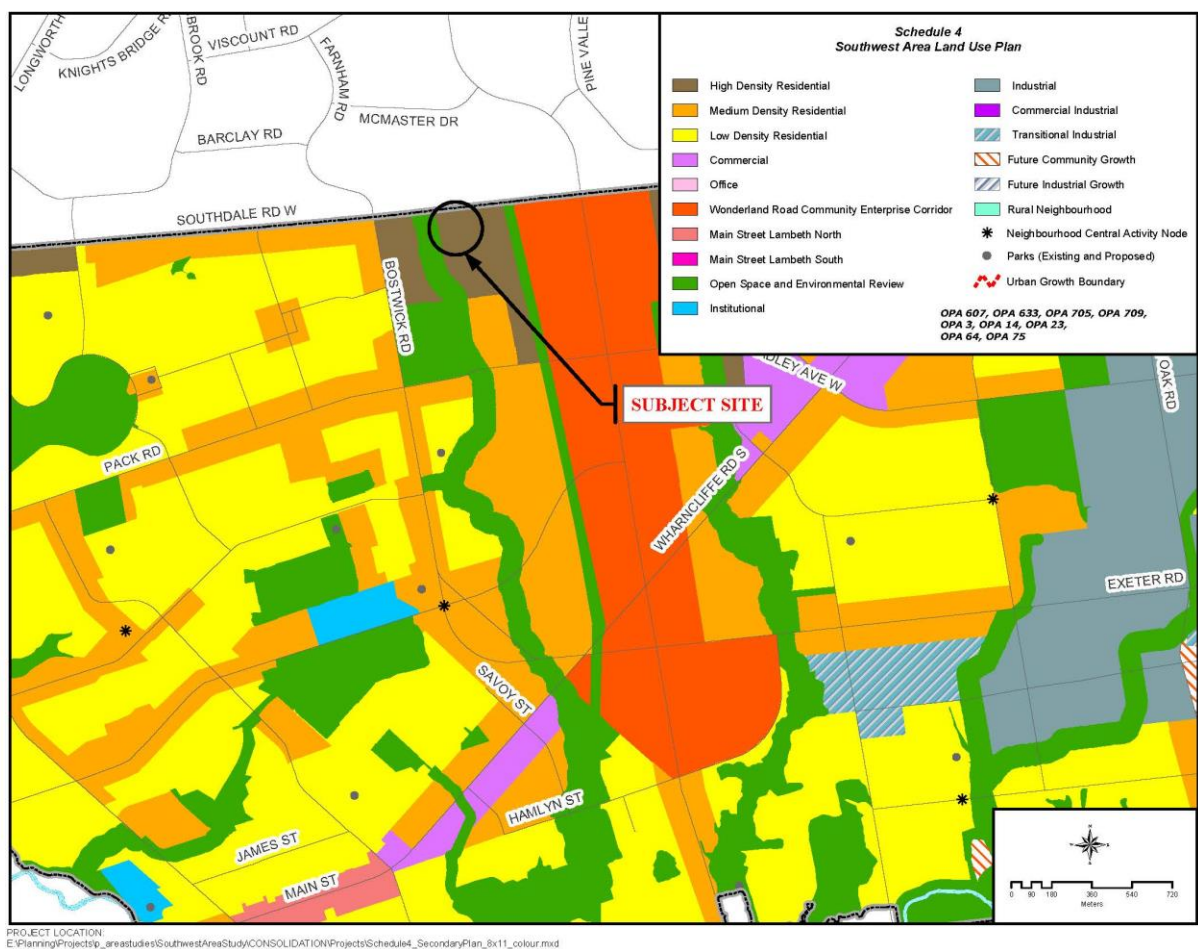 Schedule 4
Southwest Area Land Use Plan
High Density Residential
Medium Density Residential
Low Density Residential
Commercial
Office
Wonderland Road Community Enterprise Corridor
Main Street Lambeth North
Main Street Lambeth South
Open Space and Environmental Review
Institutional
Industrial
Commercial Industrial
Transitional Industrial
Future Community Growth
Future Industrial Growth
Rural Neighbourhood
Neighbourhood Central Activity Node
Parks (Existing and Proposed)
Urban Growth Boundary
OPA 607, OPA 633, OPA 705, OPA 709,
OPA 3, OPA 14, OPA 23,
OPA 64, OPA 75
LONGWORTH
KNIGHTS BRIDGE R
BROOK RD
VISCOUNT RD
FARNHAM RD
PINE VALLE
MCMASTER DR
BARCLAY RD
SOUTHDALE RD W
BOSTWICK RD
SUBJECT SITE
ADLEY AVE W
OAK RD
PACK RD
WHARNCLIFFE RD S
EXETER RD
SAVOY ST
HAMLYN ST
JAMES ST
MAIN ST
0 90 180 360 540 720
Meters
PROJECT LOCATION:
E:\Planning\Projects\p_areastudies\SouthwestAreaStudy\CONSOLIDATION\Projects\Schedule4_SecondaryPlan_8x11_colour.mxd